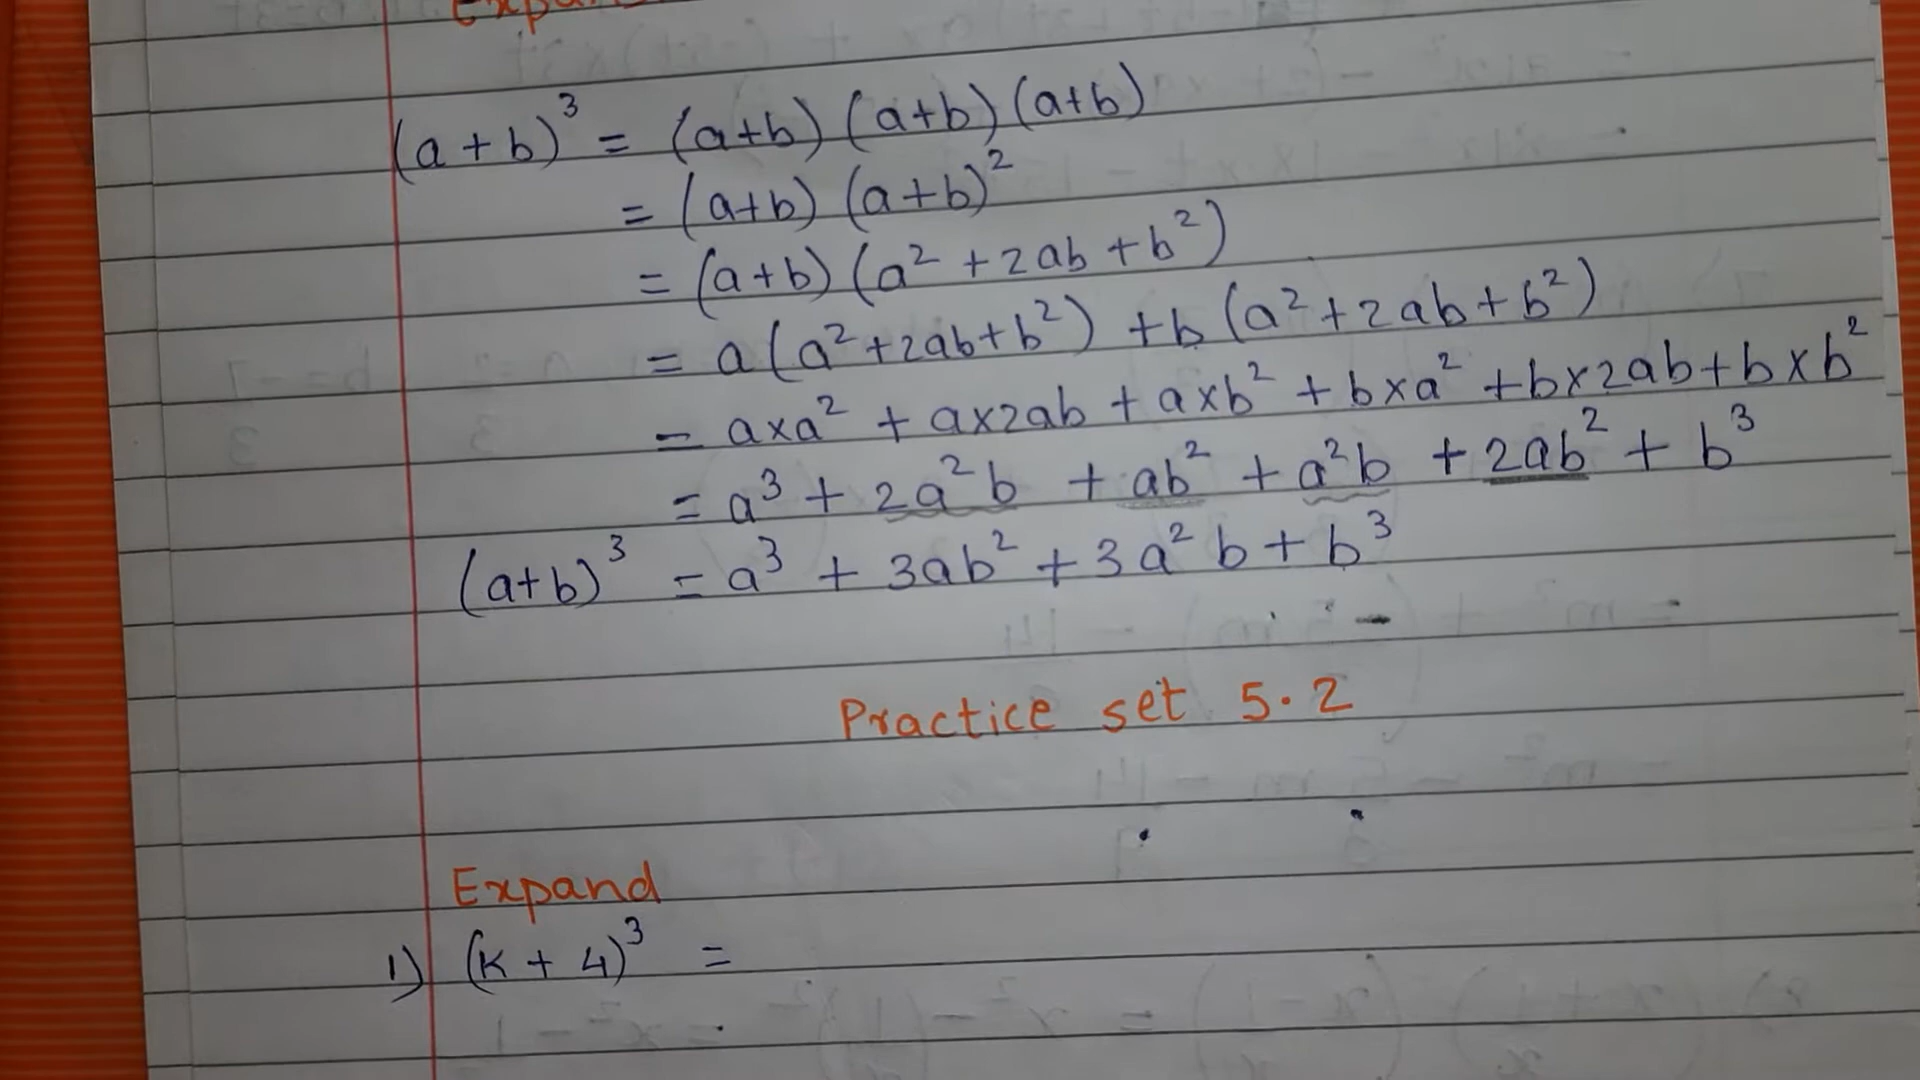 (a+b)³ = (a+b) (a+b) (a+b)
= (a+b) (a+b)²
= (a+b) (a² + 2ab + b²)
= a(a²+2ab+b²) + b (a²+2ab+b²)
= a×a² + a×2ab + a×b² + b×a² + b×2ab + b×b²
= a³ + 2a²b + ab² + a²b + 2ab² + b³
(a+b)³ = a³ + 3ab² + 3a²b + b³
Practice set 5.2
Expand
1) (k + 4)³ =